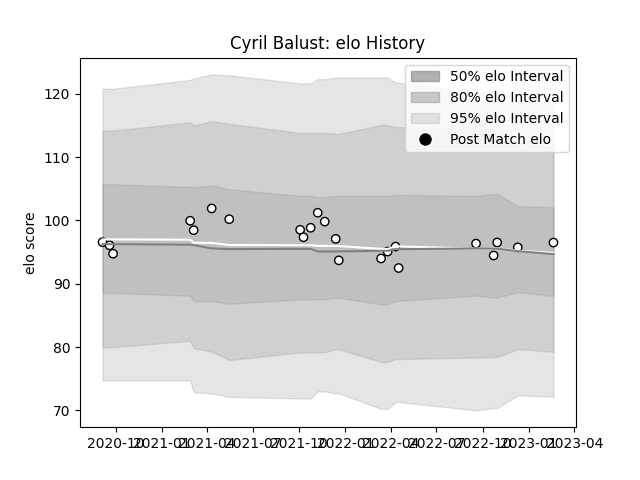 Cyril Balust: elo History
50% elo Interval
80% elo Interval
95% elo Interval
Post Match elo
elo score
120
110
100
90
80
70
2020-10 2021-01 2021-04 2021-07 2021-10 2022-01 2022-04 2022-07 2022-10 2023-01 2023-04